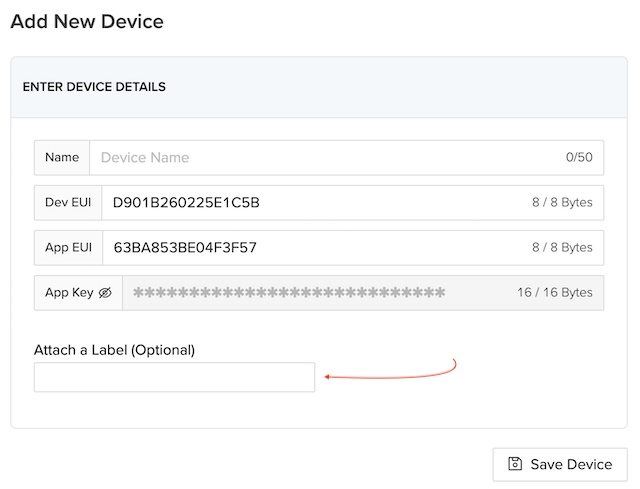 Add New Device
ENTER DEVICE DETAILS
Name Device Name 0/50
Dev EUI D901B260225E1C5B 8 / 8 Bytes
App EUI 63BA853BE04F3F57 8 / 8 Bytes
App Key ✱✱✱✱✱✱✱✱✱✱✱✱✱✱✱✱✱✱✱✱✱✱✱✱✱✱✱✱ 16 / 16 Bytes
Attach a Label (Optional)
Save Device